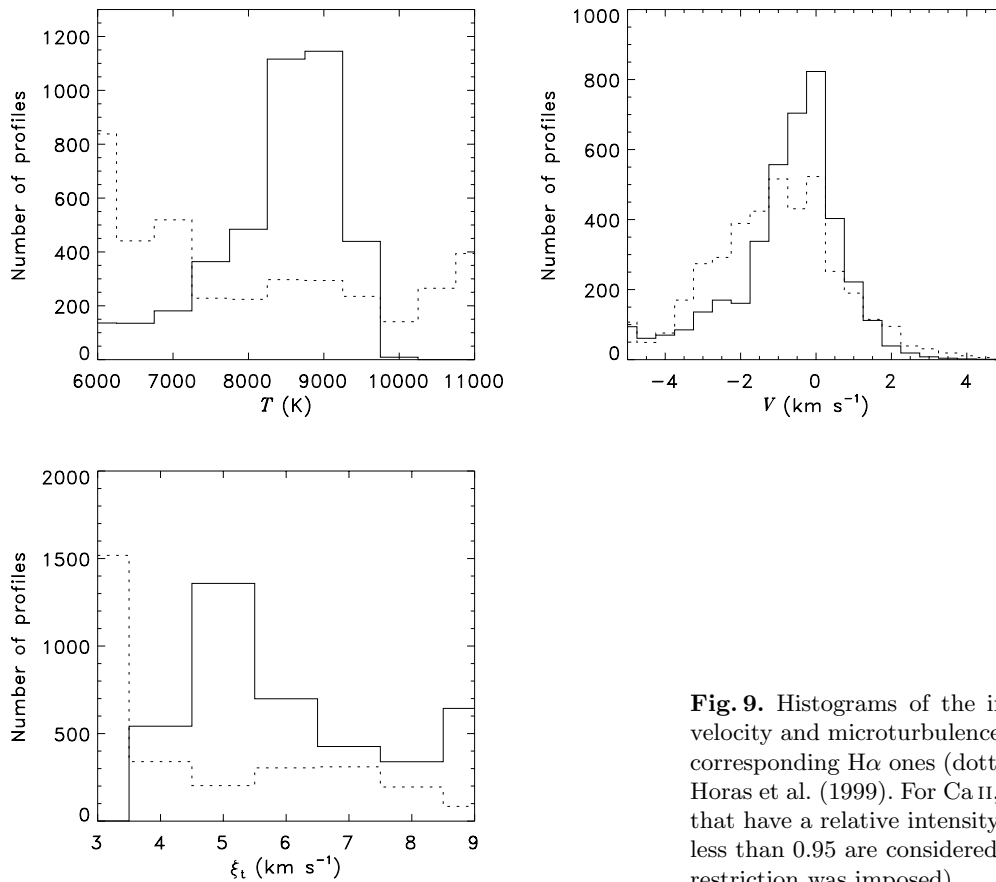 1200
1000
800
600
400
200
0
Number of profiles
6000 7000 8000 9000 10000 11000
T (K)
1000
800
600
400
200
0
Number of profiles
−4 −2 0 2 4
V (km s⁻¹)
2000
1500
1000
500
0
Number of profiles
3 4 5 6 7 8 9
ξt (km s⁻¹)
Fig. 9. Histograms of the
velocity and microturbulence
corresponding Hα ones
Horas et al. (1999). For Ca II,
that have a relative intensity
less than 0.95 are considered